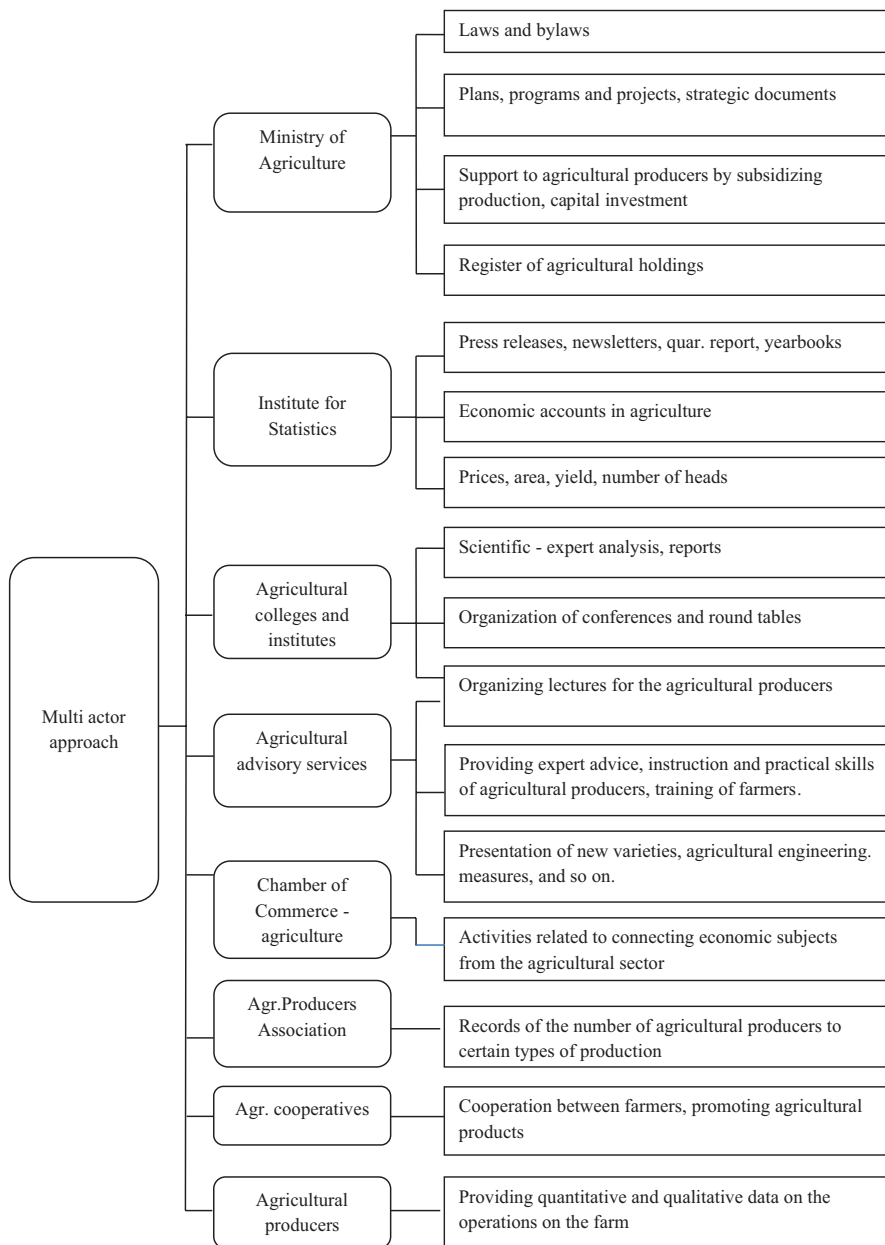 Multi actor
approach
Ministry of
Agriculture
Laws and bylaws
Plans, programs and projects, strategic documents
Support to agricultural producers by subsidizing
production, capital investment
Register of agricultural holdings
Institute for
Statistics
Press releases, newsletters, quar. report, yearbooks
Economic accounts in agriculture
Prices, area, yield, number of heads
Agricultural
colleges and
institutes
Scientific - expert analysis, reports
Organization of conferences and round tables
Organizing lectures for the agricultural producers
Agricultural
advisory services
Providing expert advice, instruction and practical skills
of agricultural producers, training of farmers.
Presentation of new varieties, agricultural engineering.
measures, and so on.
Chamber of
Commerce -
agriculture
Activities related to connecting economic subjects
from the agricultural sector
Agr.Producers
Association
Records of the number of agricultural producers to
certain types of production
Agr. cooperatives
Cooperation between farmers, promoting agricultural
products
Agricultural
producers
Providing quantitative and qualitative data on the
operations on the farm